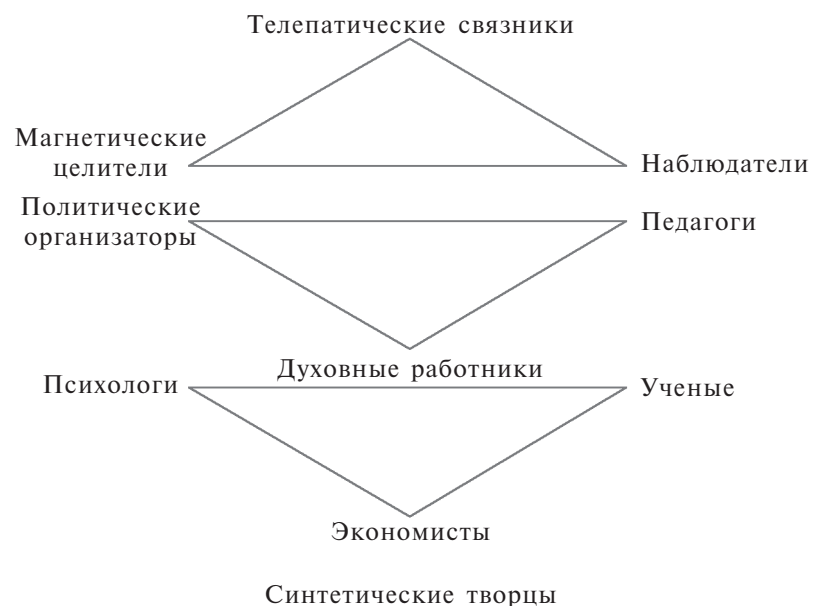 Телепатические связники
Магнетические
целители
Наблюдатели
Политические
организаторы
Педагоги
Духовные работники
Психологи
Ученые
Экономисты
Синтетические творцы